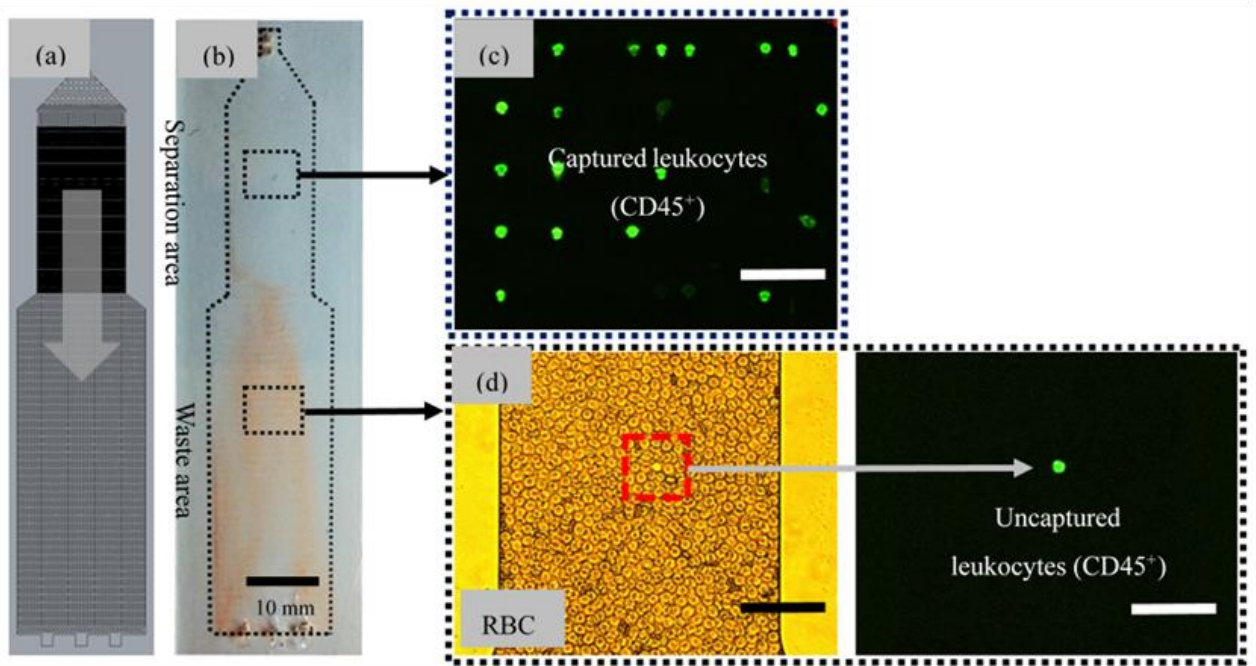 (a)
(b)
Separation area
Waste area
10 mm
(c)
Captured leukocytes
(CD45⁺)
(d)
RBC
Uncaptured
leukocytes (CD45⁺)